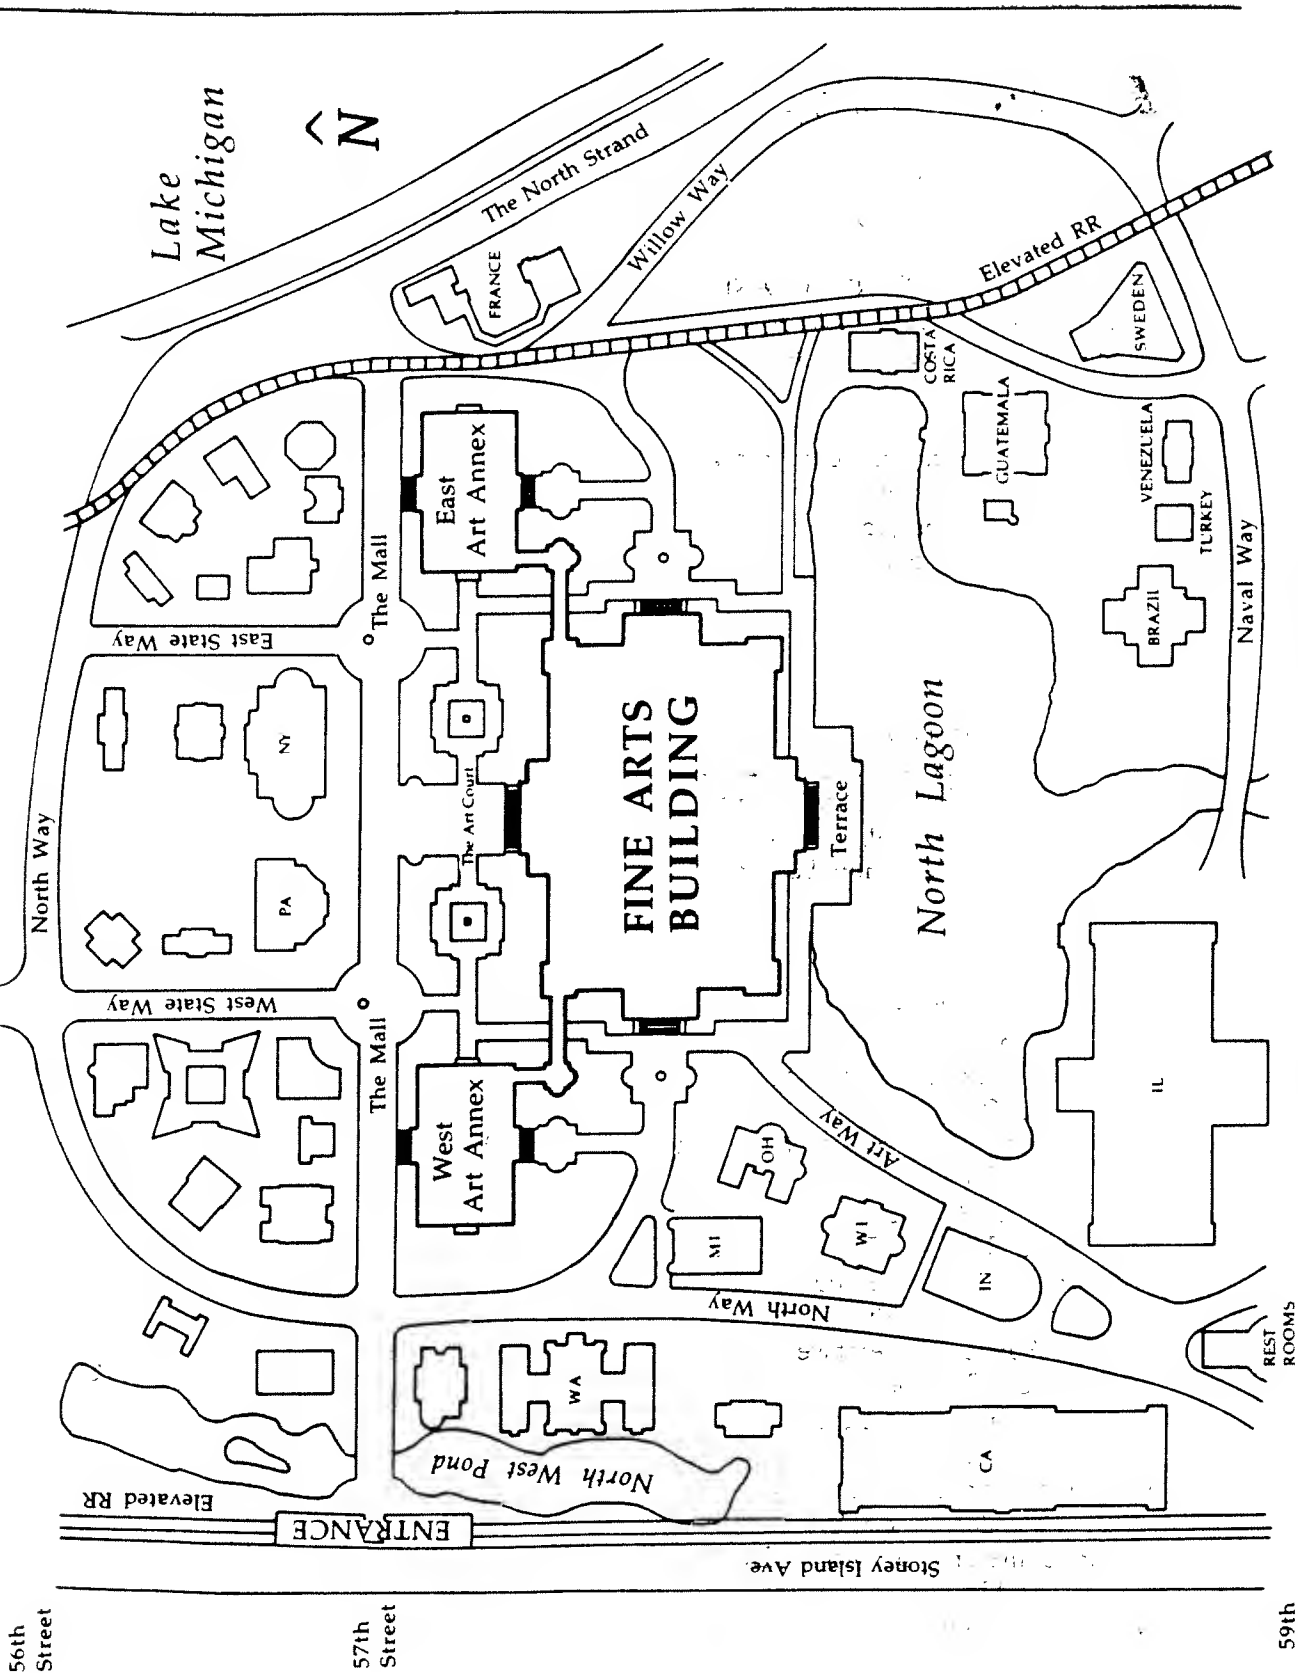 56th
Street
57th
Street
59th
Lake
Michigan
N
The North Strand
Willow Way
Elevated RR
FRANCE
SWEDEN
COSTA
RICA
GUATEMALA
VENEZUELA
TURKEY
BRAZIL
Naval Way
North Way
East State Way
The Mall
East
Art Annex
NY
PA
The Art Court
FINE ARTS
BUILDING
Terrace
North Lagoon
West State Way
The Mall
West
Art Annex
Art Way
OH
MI
WI
IN
IL
North Way
WA
CA
North West Pond
REST
ROOMS
Elevated RR
ENTRANCE
Stoney Island Ave.